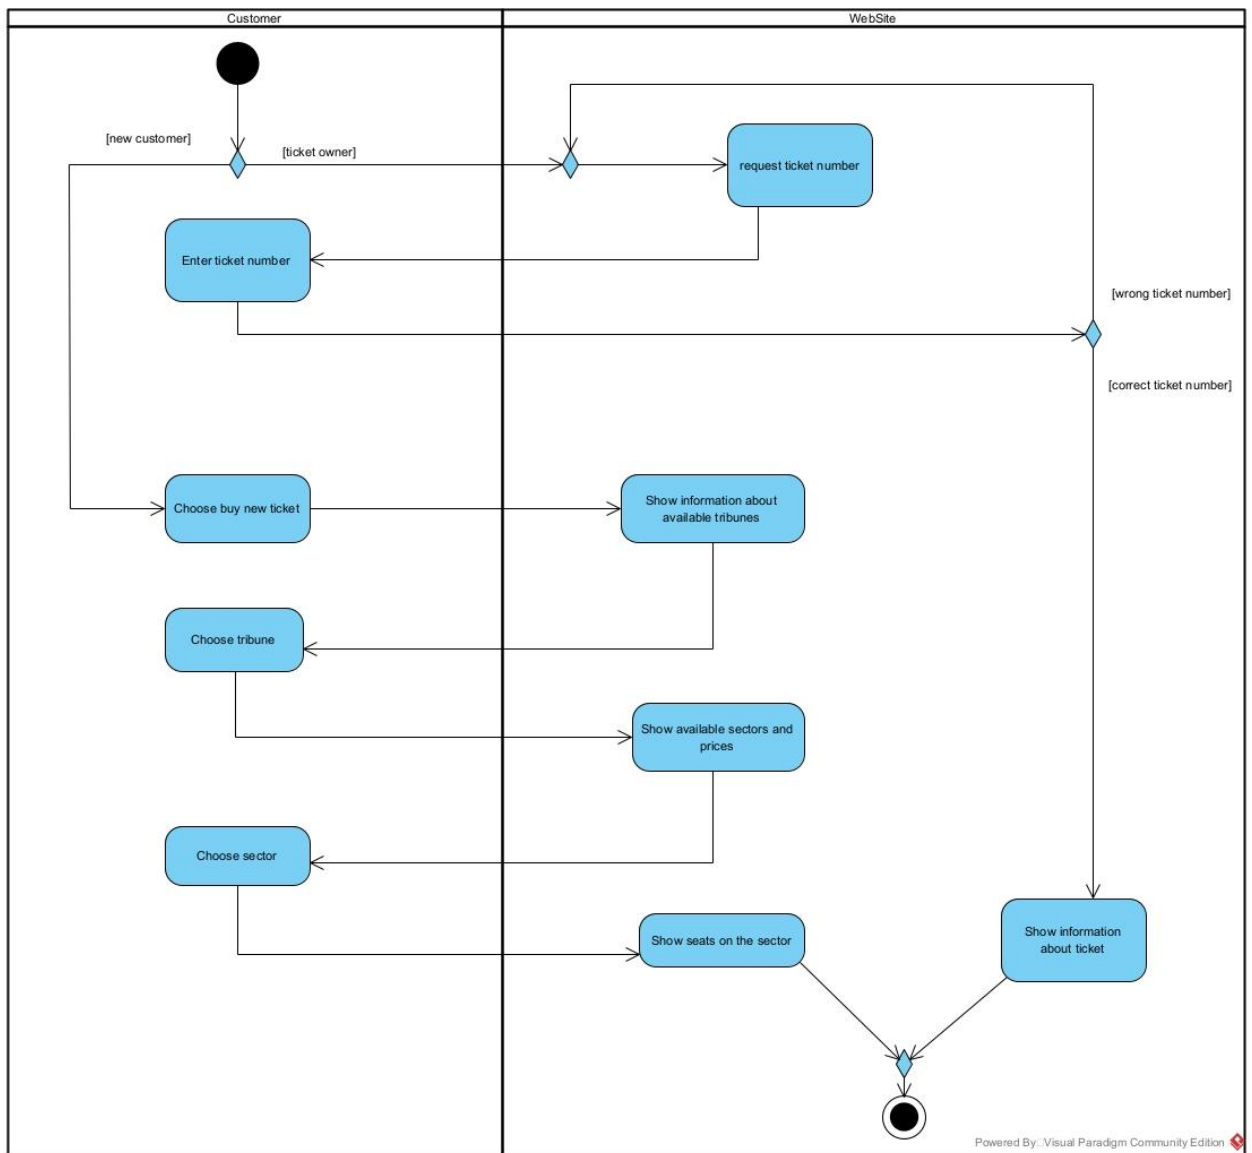 Customer
WebSite
[new customer]
[ticket owner]
request ticket number
Enter ticket number
[wrong ticket number]
[correct ticket number]
Choose buy new ticket
Show information about
available tribunes
Choose tribune
Show available sectors and
prices
Choose sector
Show seats on the sector
Show information
about ticket
Powered By Visual Paradigm Community Edition